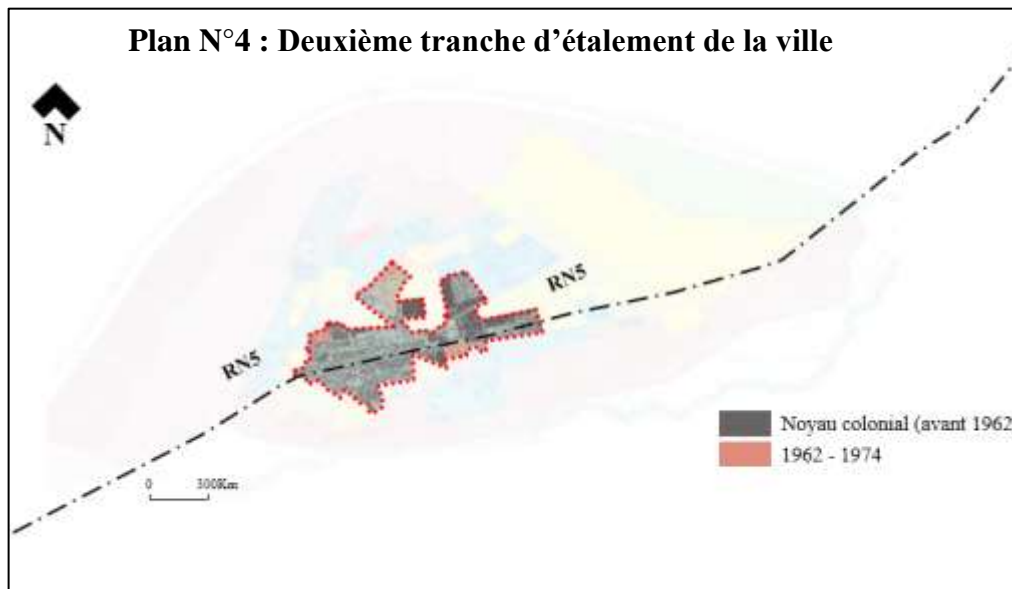 Plan N°4 : Deuxième tranche d'étalement de la ville
N
RN5
RN5
Noyau colonial (avant 1962
1962 - 1974
0 300Km